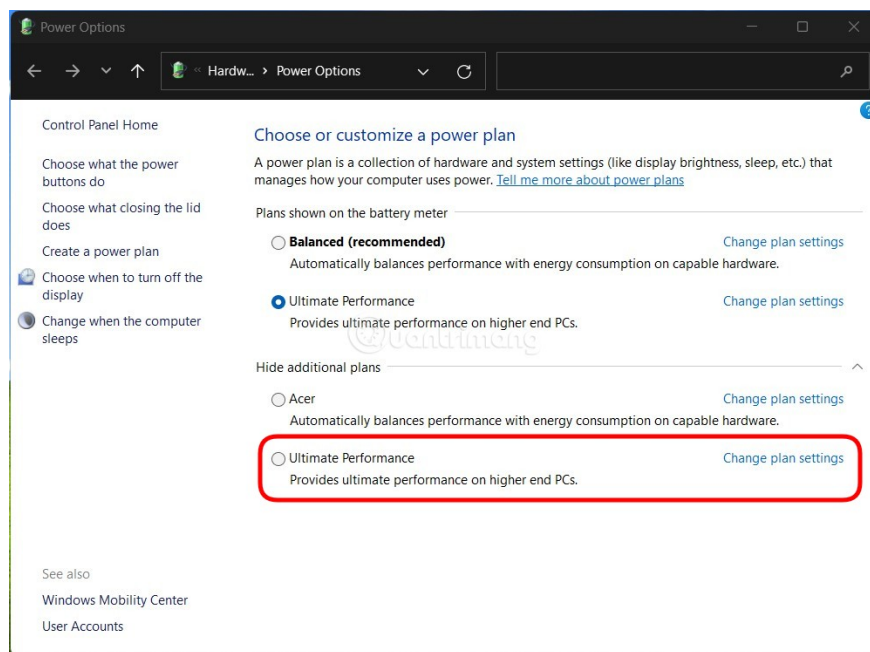 Power Options
« Hardw... › Power Options
Control Panel Home
Choose what the power
buttons do
Choose what closing the lid
does
Create a power plan
Choose when to turn off the
display
Change when the computer
sleeps
Choose or customize a power plan
A power plan is a collection of hardware and system settings (like display brightness, sleep, etc.) that
manages how your computer uses power. Tell me more about power plans
Plans shown on the battery meter
Balanced (recommended) Change plan settings
Automatically balances performance with energy consumption on capable hardware.
Ultimate Performance Change plan settings
Provides ultimate performance on higher end PCs.
Quantrimang
Hide additional plans
Acer Change plan settings
Automatically balances performance with energy consumption on capable hardware.
Ultimate Performance Change plan settings
Provides ultimate performance on higher end PCs.
See also
Windows Mobility Center
User Accounts